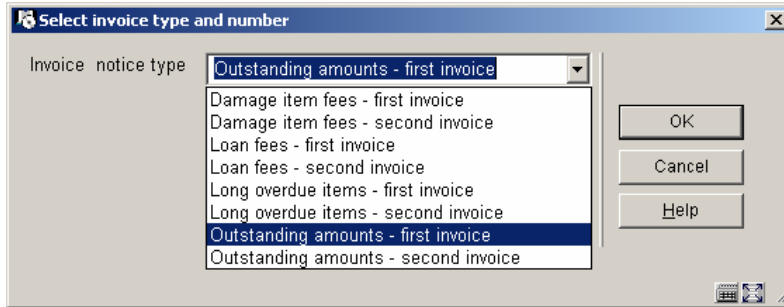 Select invoice type and number
Invoice notice type
Outstanding amounts - first invoice
Damage item fees - first invoice
Damage item fees - second invoice
Loan fees - first invoice
Loan fees - second invoice
Long overdue items - first invoice
Long overdue items - second invoice
Outstanding amounts - first invoice
Outstanding amounts - second invoice
OK
Cancel
Help